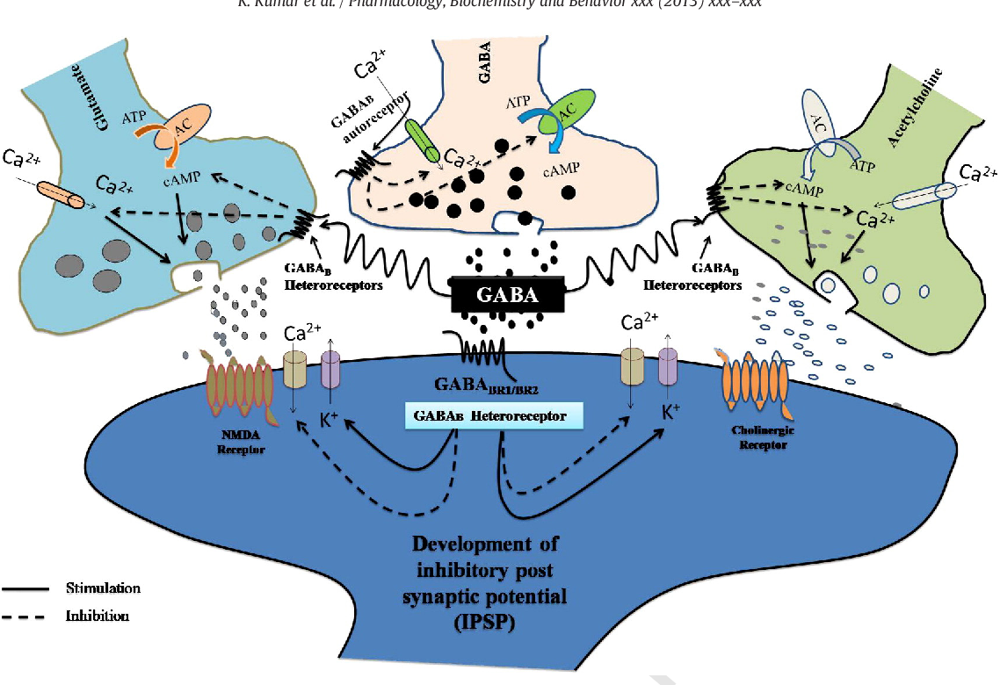 K. Kumar et al. / Pharmacology, Biochemistry and Behavior xxx (2013) xxx–xxx
Glutamate
ATP
AC
cAMP
Ca2+
Ca2+
GABA
Ca2+
GABAB
autoreceptor
ATP
AC
Ca2+
cAMP
Acetylcholine
AC
ATP
cAMP
Ca2+
Ca2+
GABAB
Heteroreceptors
GABA
GABAB
Heteroreceptors
Ca2+
K+
GABABR1/BR2
GABAB Heteroreceptor
Ca2+
K+
NMDA
Receptor
Cholinergic
Receptor
Development of
inhibitory post
synaptic potential
(IPSP)
Stimulation
Inhibition